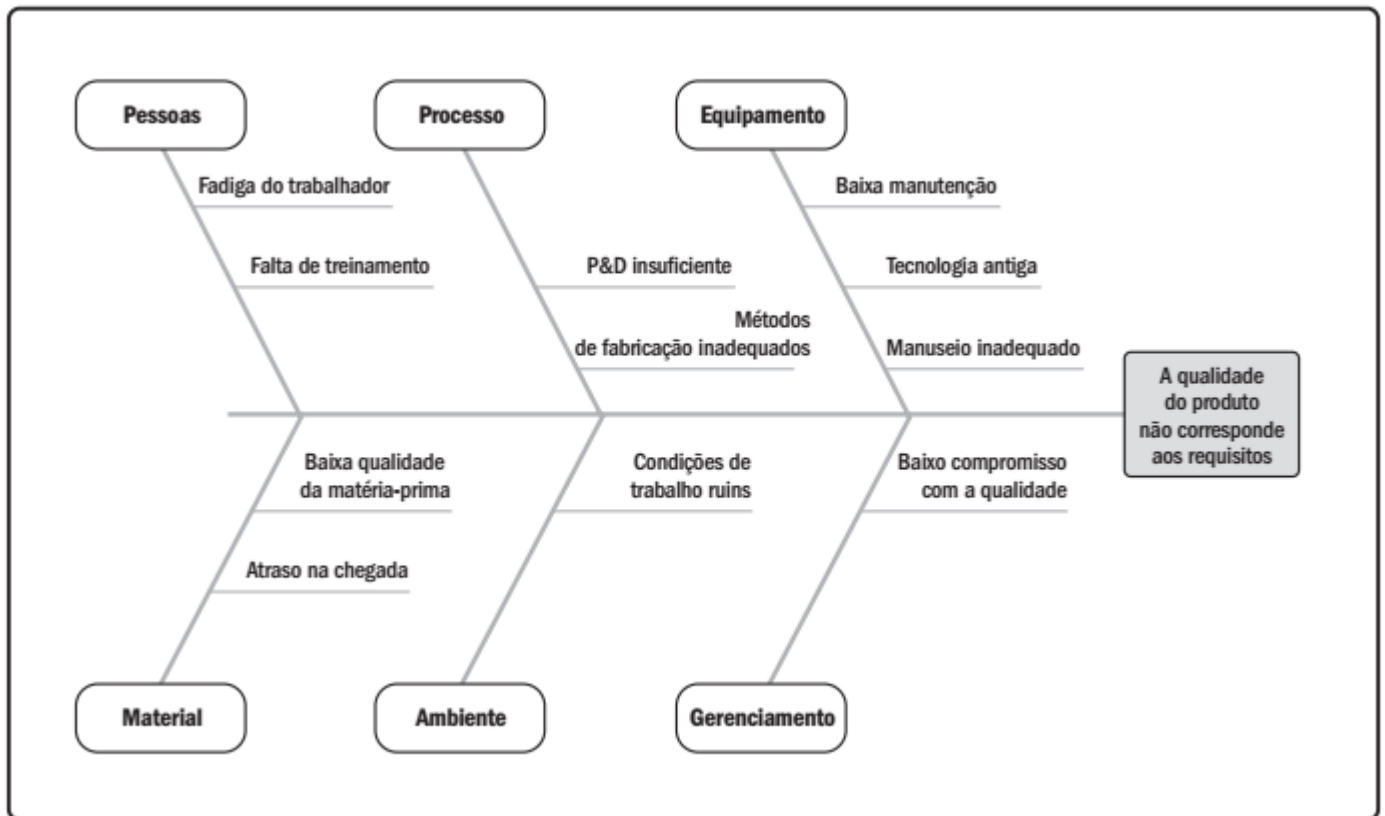 Pessoas
Processo
Equipamento
Fadiga do trabalhador
Baixa manutenção
Falta de treinamento
P&D insuficiente
Tecnologia antiga
Métodos
de fabricação inadequados
Manuseio inadequado
A qualidade
do produto
não corresponde
aos requisitos
Baixa qualidade
da matéria-prima
Condições de
trabalho ruins
Baixo compromisso
com a qualidade
Atraso na chegada
Material
Ambiente
Gerenciamento